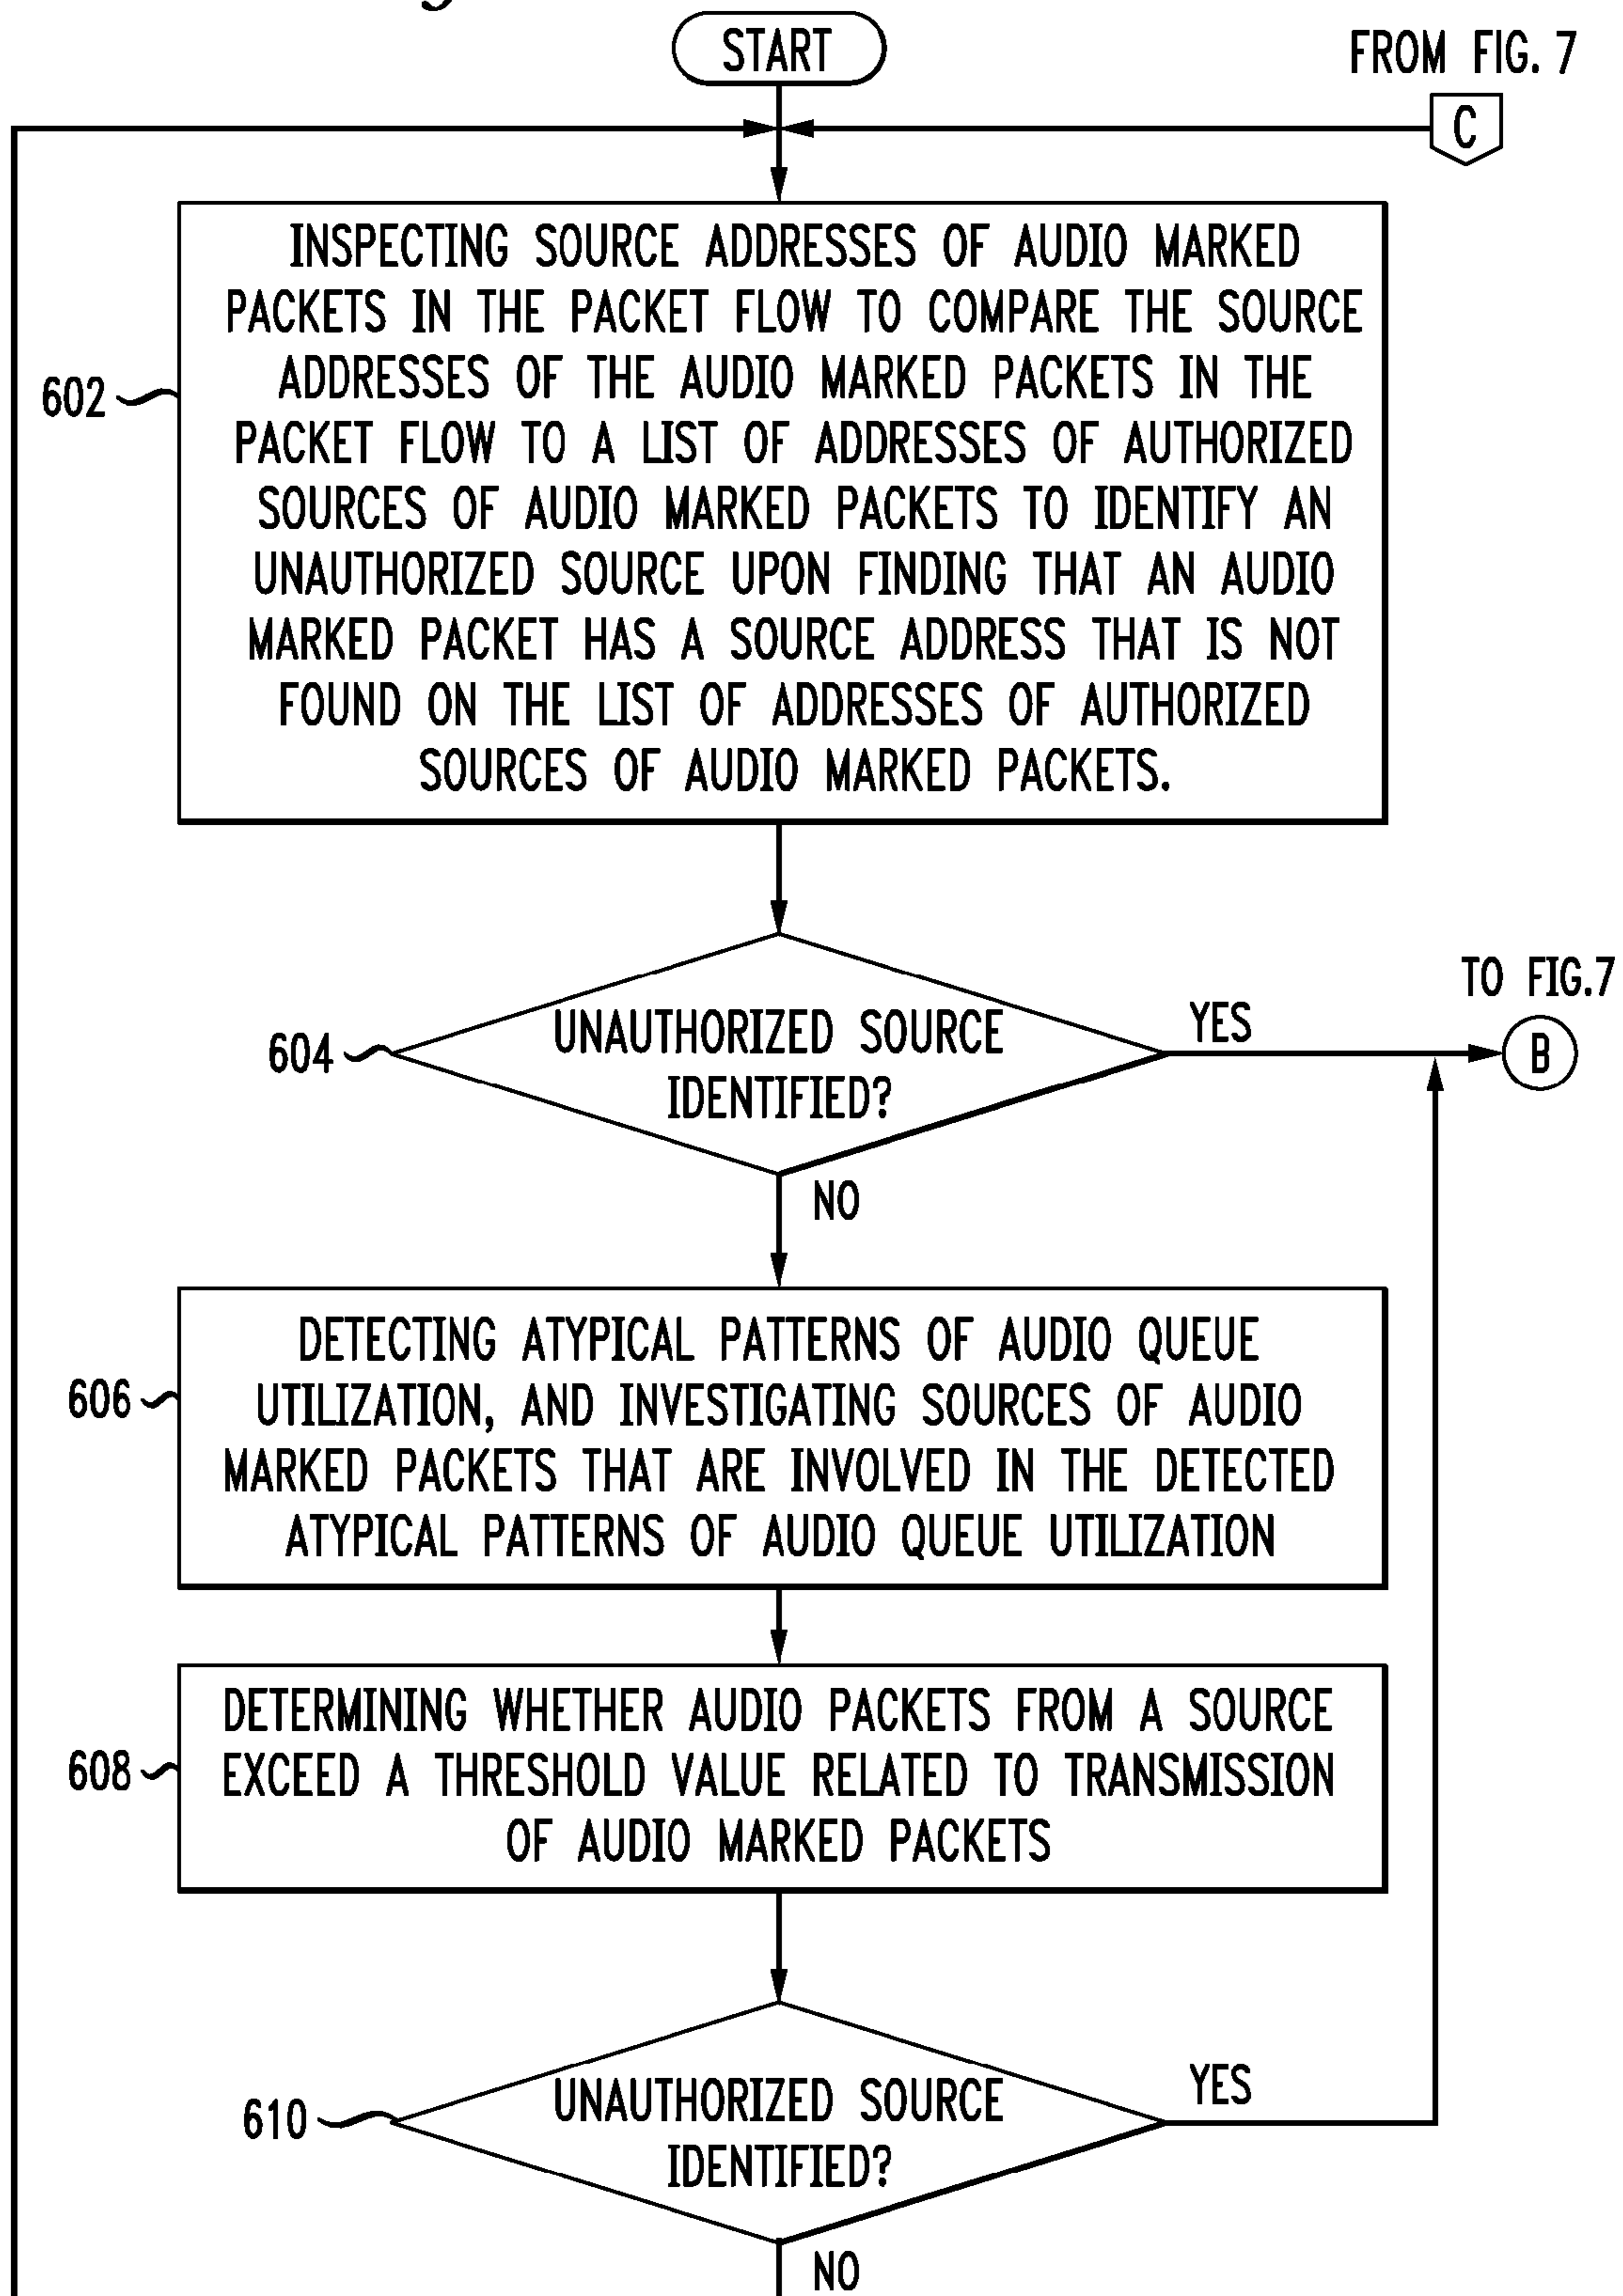 START
FROM FIG. 7
C
INSPECTING SOURCE ADDRESSES OF AUDIO MARKED
PACKETS IN THE PACKET FLOW TO COMPARE THE SOURCE
ADDRESSES OF THE AUDIO MARKED PACKETS IN THE
PACKET FLOW TO A LIST OF ADDRESSES OF AUTHORIZED
SOURCES OF AUDIO MARKED PACKETS TO IDENTIFY AN
UNAUTHORIZED SOURCE UPON FINDING THAT AN AUDIO
MARKED PACKET HAS A SOURCE ADDRESS THAT IS NOT
FOUND ON THE LIST OF ADDRESSES OF AUTHORIZED
SOURCES OF AUDIO MARKED PACKETS.
602
TO FIG.7
UNAUTHORIZED SOURCE
IDENTIFIED?
604
YES
B
NO
DETECTING ATYPICAL PATTERNS OF AUDIO QUEUE
UTILIZATION, AND INVESTIGATING SOURCES OF AUDIO
MARKED PACKETS THAT ARE INVOLVED IN THE DETECTED
ATYPICAL PATTERNS OF AUDIO QUEUE UTILIZATION
606
DETERMINING WHETHER AUDIO PACKETS FROM A SOURCE
EXCEED A THRESHOLD VALUE RELATED TO TRANSMISSION
OF AUDIO MARKED PACKETS
608
UNAUTHORIZED SOURCE
IDENTIFIED?
610
YES
NO